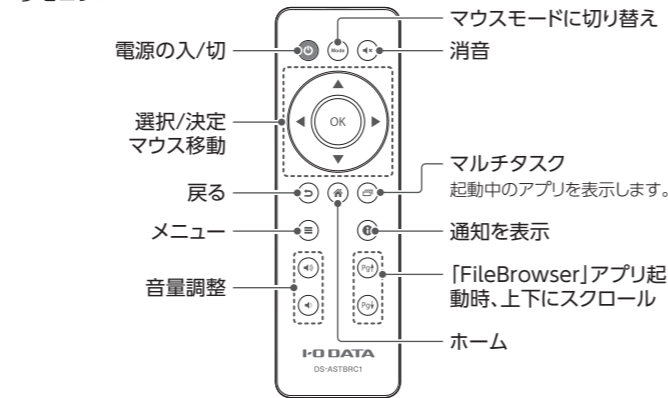 マウスモードに切り替え
電源の入/切
Mode
消音
選択/決定
マウス移動
OK
マルチタスク
起動中のアプリを表示します。
戻る
メニュー
通知を表示
音量調整
Pg
Pg
「FileBrowser」アプリ起
動時、上下にスクロール
ホーム
I-O DATA
DS-ASTBRC1